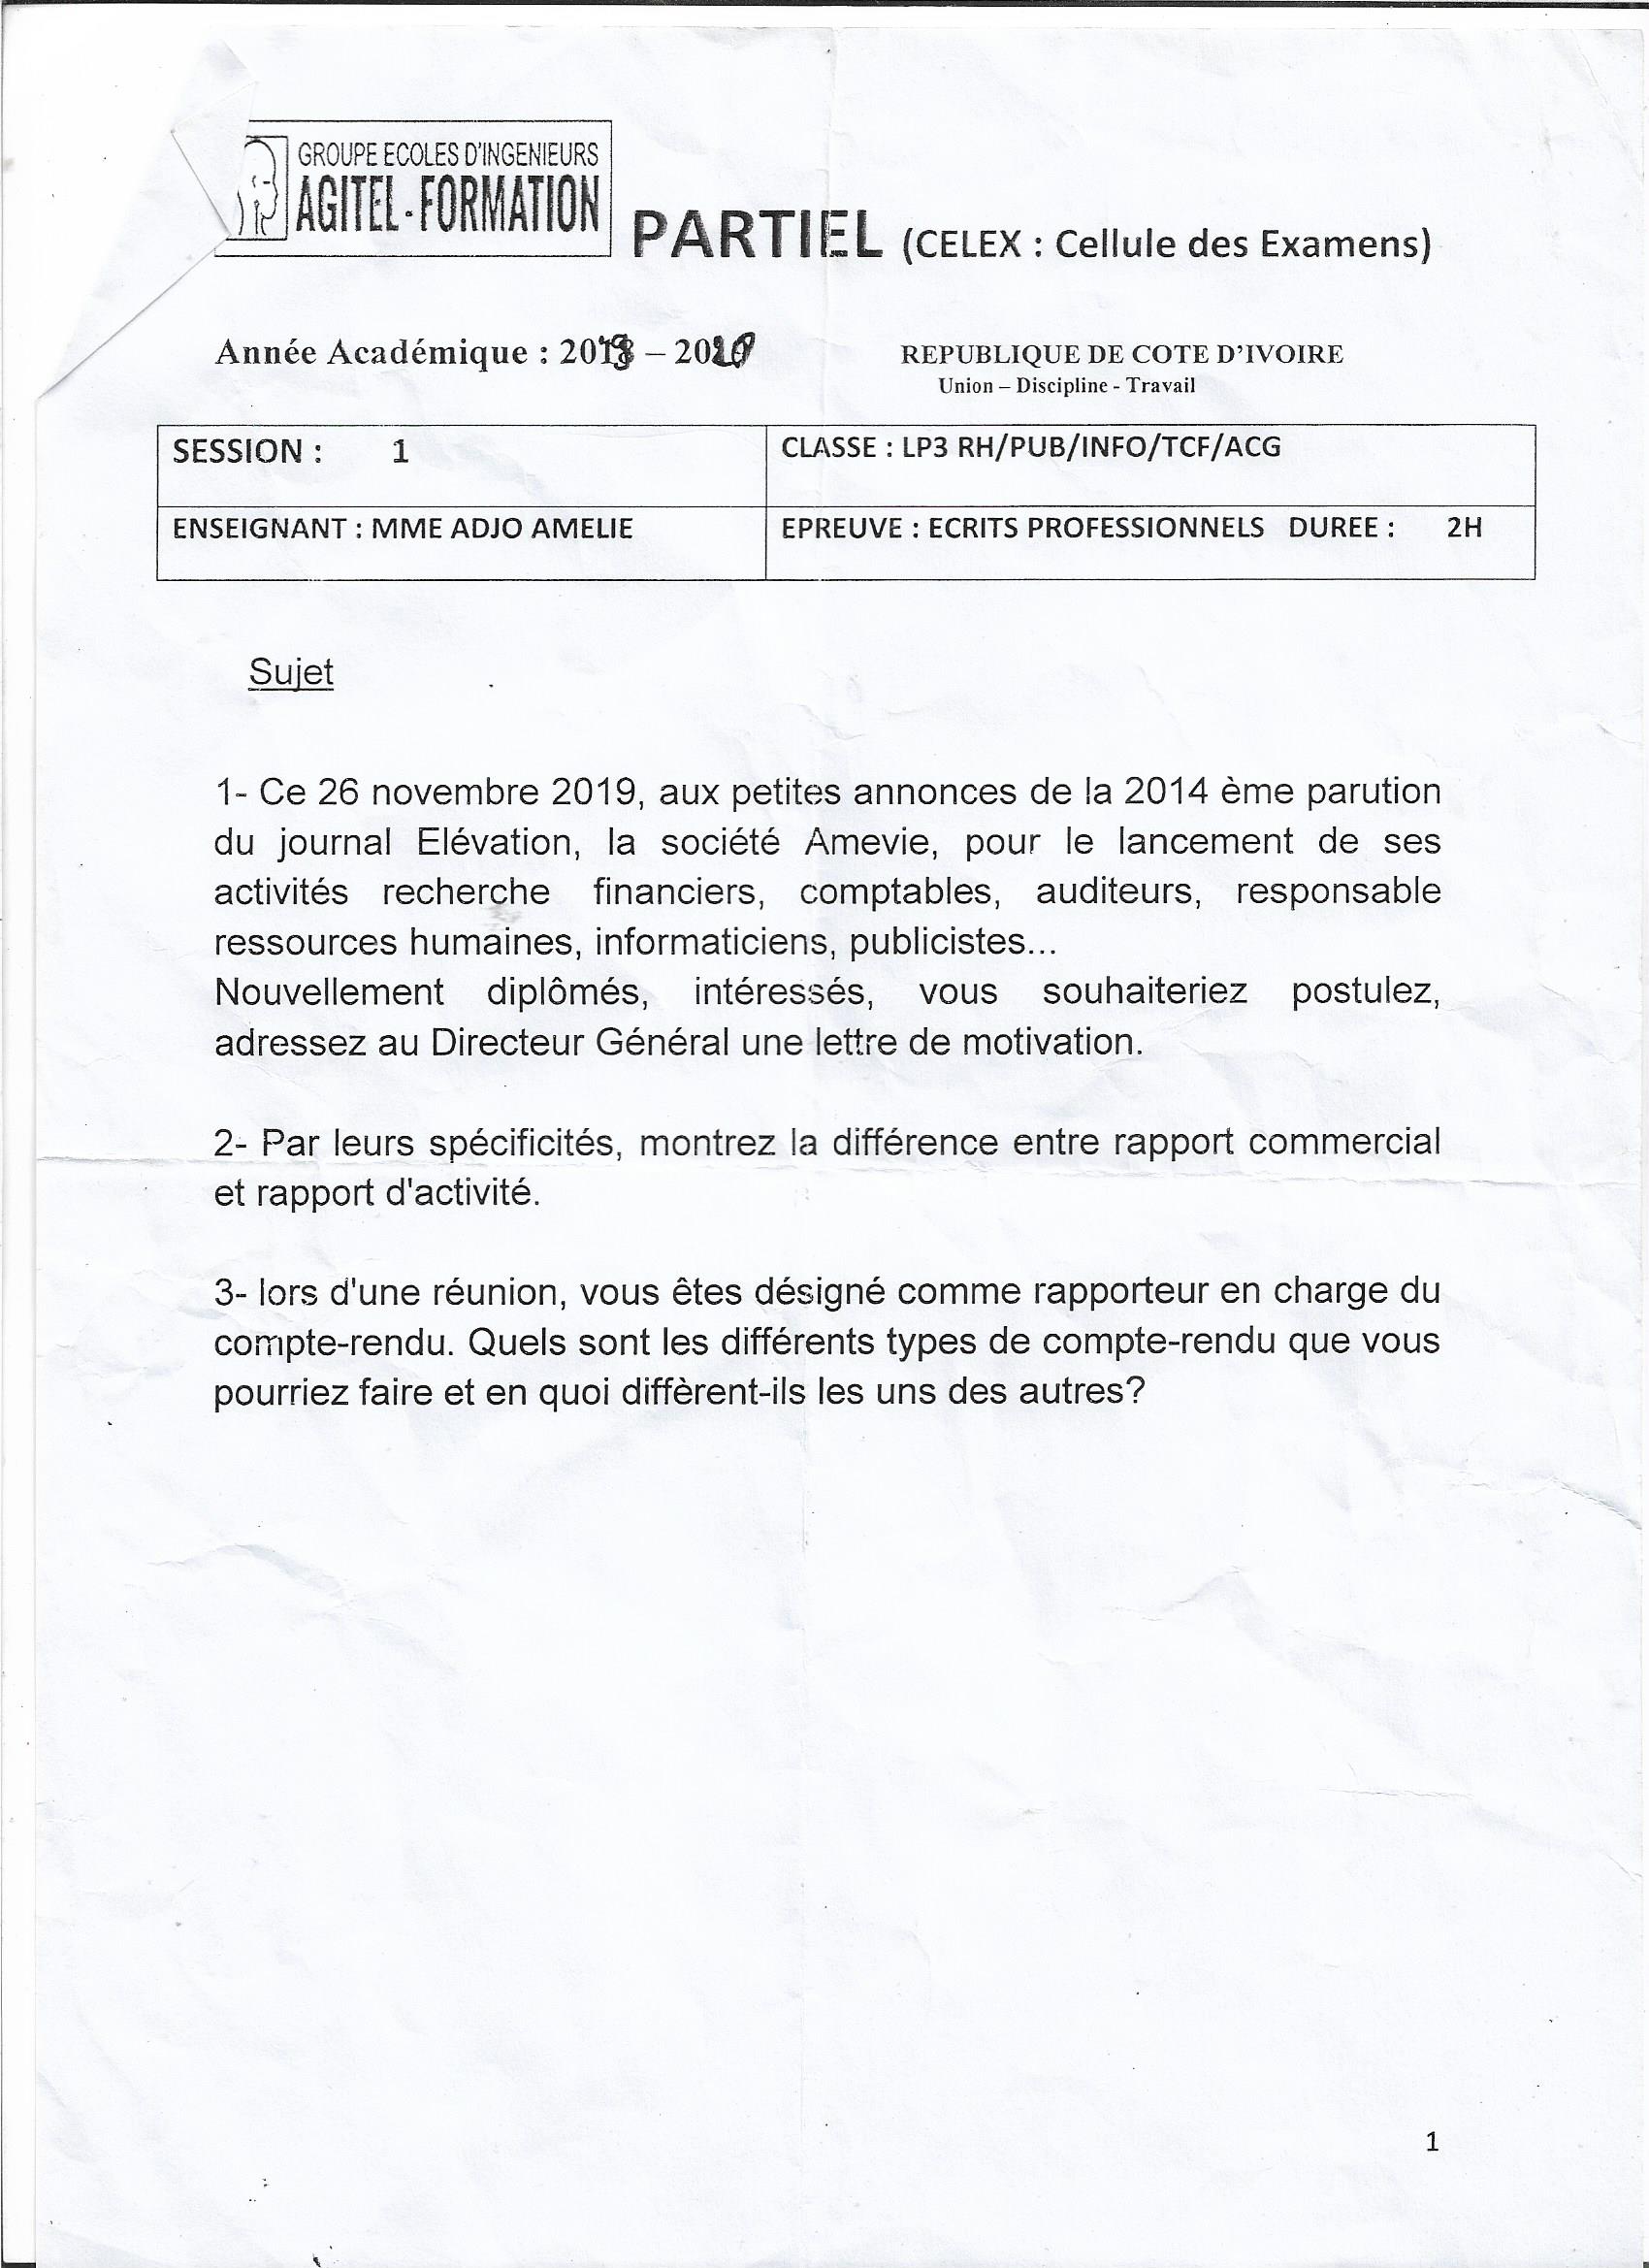 GROUPE ECOLES D'INGENIEURS
AGITEL-FORMATION
PARTIEL (CELEX : Cellule des Examens)
Année Académique : 2019 – 2020
REPUBLIQUE DE COTE D'IVOIRE
Union – Discipline - Travail
SESSION : 1
CLASSE : LP3 RH/PUB/INFO/TCF/ACG
ENSEIGNANT : MME ADJO AMELIE
EPREUVE : ECRITS PROFESSIONNELS DUREE : 2H
Sujet
1- Ce 26 novembre 2019, aux petites annonces de la 2014 ème parution
du journal Elévation, la société Amevie, pour le lancement de ses
activités recherche financiers, comptables, auditeurs, responsable
ressources humaines, informaticiens, publicistes...
Nouvellement diplômés, intéressés, vous souhaiteriez postulez,
adressez au Directeur Général une lettre de motivation.
2- Par leurs spécificités, montrez la différence entre rapport commercial
et rapport d'activité.
3- lors d'une réunion, vous êtes désigné comme rapporteur en charge du
compte-rendu. Quels sont les différents types de compte-rendu que vous
pourriez faire et en quoi diffèrent-ils les uns des autres?
1